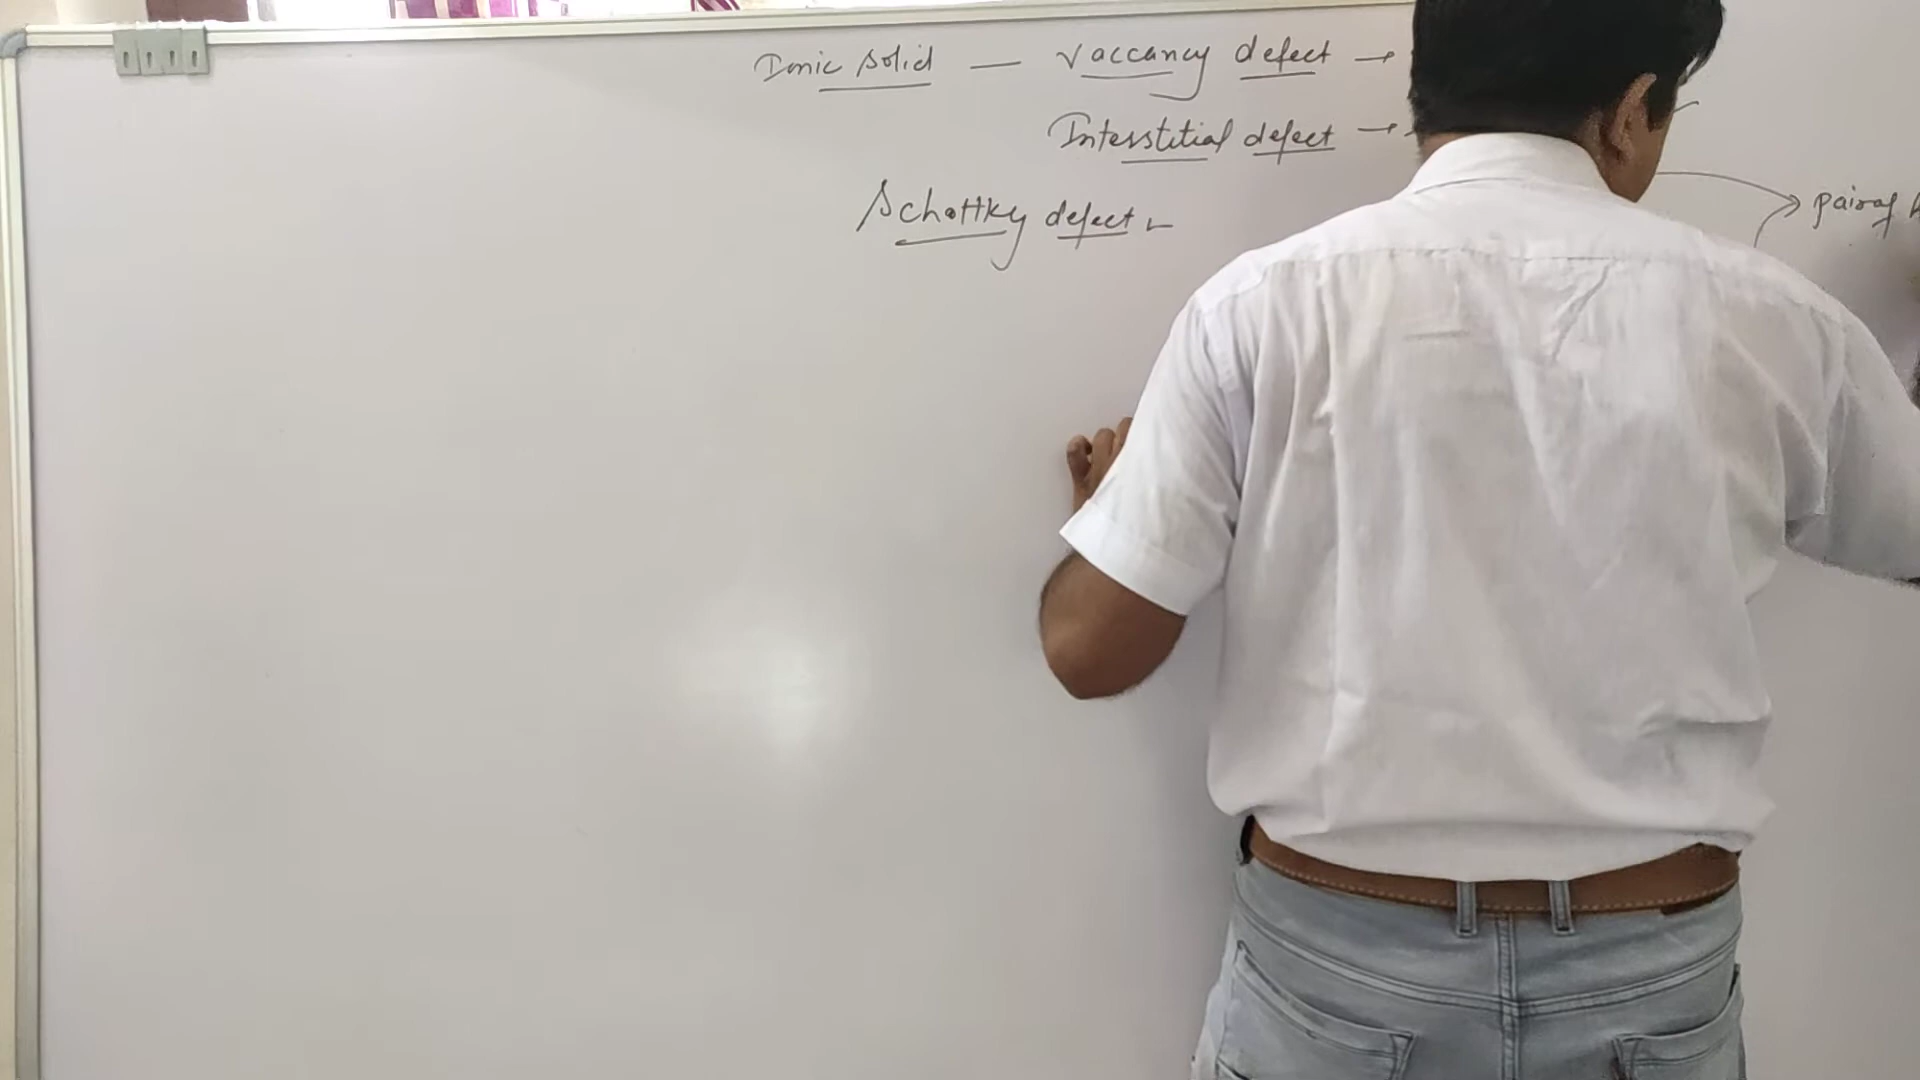 Ionic solid — Vaccancy defect →
Interstitial defect →
Schottky defect
pair of